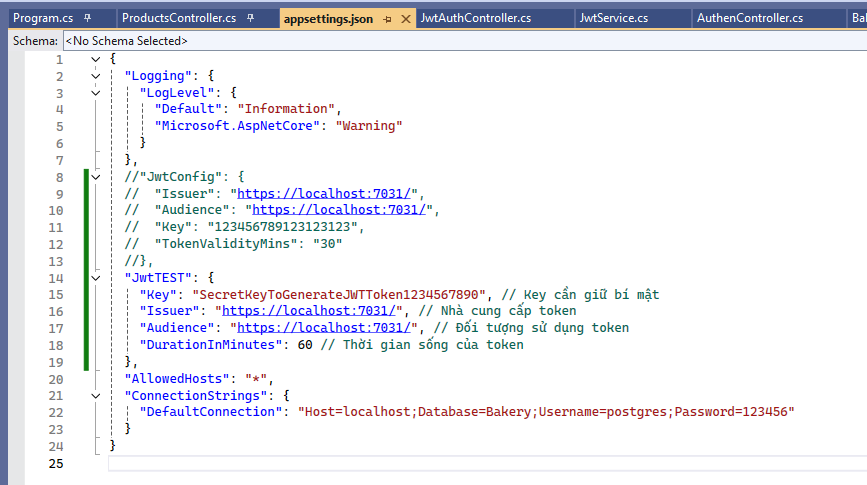 Program.cs ProductsController.cs appsettings.json JwtAuthController.cs JwtService.cs AuthenController.cs Bak
Schema: <No Schema Selected>
1 {
2 "Logging": {
3 "LogLevel": {
4 "Default": "Information",
5 "Microsoft.AspNetCore": "Warning"
6 }
7 },
8 //"JwtConfig": {
9 // "Issuer": "https://localhost:7031/",
10 // "Audience": "https://localhost:7031/",
11 // "Key": "123456789123123123",
12 // "TokenValidityMins": "30"
13 //},
14 "JwtTEST": {
15 "Key": "SecretKeyToGenerateJWTToken1234567890", // Key cần giữ bí mật
16 "Issuer": "https://localhost:7031/", // Nhà cung cấp token
17 "Audience": "https://localhost:7031/", // Đối tượng sử dụng token
18 "DurationInMinutes": 60 // Thời gian sống của token
19 },
20 "AllowedHosts": "*",
21 "ConnectionStrings": {
22 "DefaultConnection": "Host=localhost;Database=Bakery;Username=postgres;Password=123456"
23 }
24 }
25